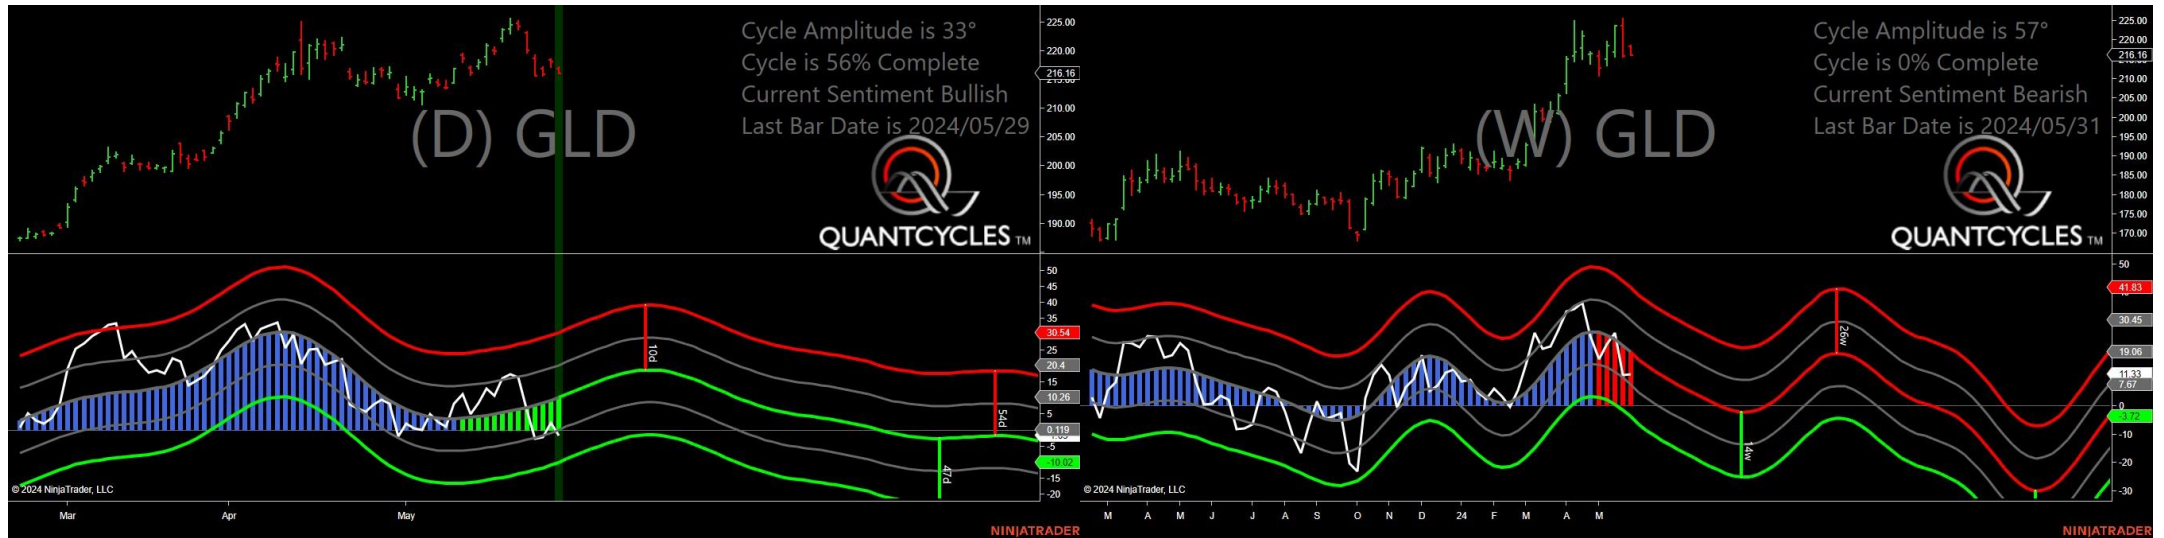 Cycle Amplitude is 33°
Cycle is 56% Complete
Current Sentiment Bullish
Last Bar Date is 2024/05/29
(D) GLD
QUANTCYCLES TM
225.00
220.00
216.16
210.00
205.00
200.00
195.00
190.00
50
45
40
35
30.54
25
20.4
15
10.26
5
0.119
-5
-10.02
-15
-20
10d
54d
47d
© 2024 NinjaTrader, LLC
Mar
Apr
May
NINJATRADER
Cycle Amplitude is 57°
Cycle is 0% Complete
Current Sentiment Bearish
Last Bar Date is 2024/05/31
(W) GLD
QUANTCYCLES TM
225.00
220.00
216.16
210.00
205.00
200.00
195.00
190.00
185.00
180.00
175.00
170.00
50
41.83
30.45
19.06
11.33
7.67
0
-3.72
-10
-20
-30
26w
14w
© 2024 NinjaTrader, LLC
M A M J J A S O N D 24 F M A M
NINJATRADER